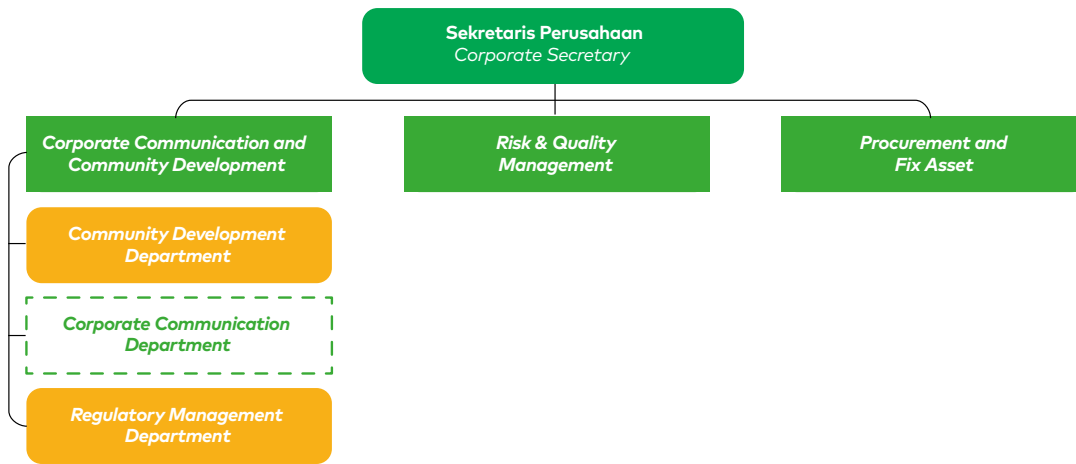 Sekretaris Perusahaan
Corporate Secretary
Corporate Communication and
Community Development
Risk & Quality
Management
Procurement and
Fix Asset
Community Development
Department
Corporate Communication
Department
Regulatory Management
Department